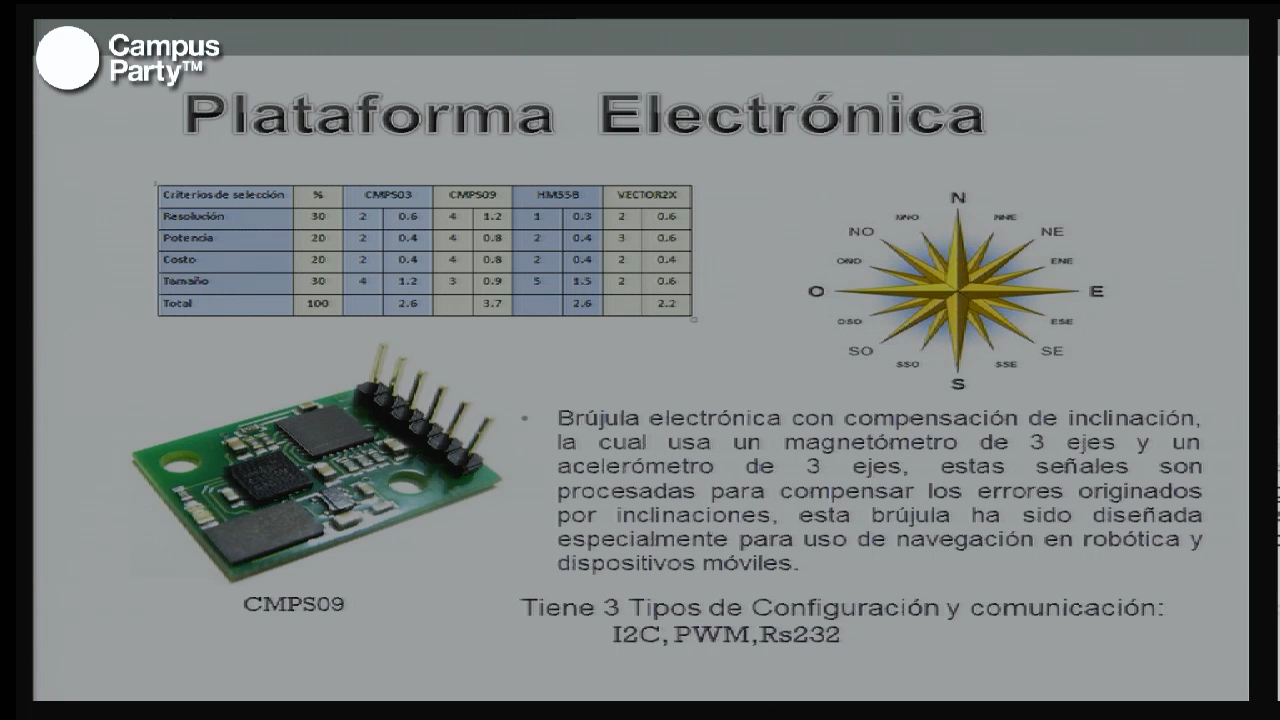 Campus
Party™
Plataforma Electrónica
Criterios de selección % CMPS03 CMPS09 HM55B VECTOR2X
Resolución 30 2 0.6 4 1.2 1 0.3 2 0.6
Potencia 20 2 0.4 4 0.8 2 0.4 3 0.6
Costo 20 2 0.4 4 0.8 2 0.4 2 0.4
Tamaño 30 4 1.2 3 0.9 5 1.5 2 0.6
Total 100 2.6 3.7 2.6 2.2
N
NNO NNE
NO NE
ONO ENE
O E
OSO ESE
SO SE
SSO SSE
S
• Brújula electrónica con compensación de inclinación,
la cual usa un magnetómetro de 3 ejes y un
acelerómetro de 3 ejes, estas señales son
procesadas para compensar los errores originados
por inclinaciones, esta brújula ha sido diseñada
especialmente para uso de navegación en robótica y
dispositivos móviles.
CMPS09
Tiene 3 Tipos de Configuración y comunicación:
I2C, PWM,Rs232